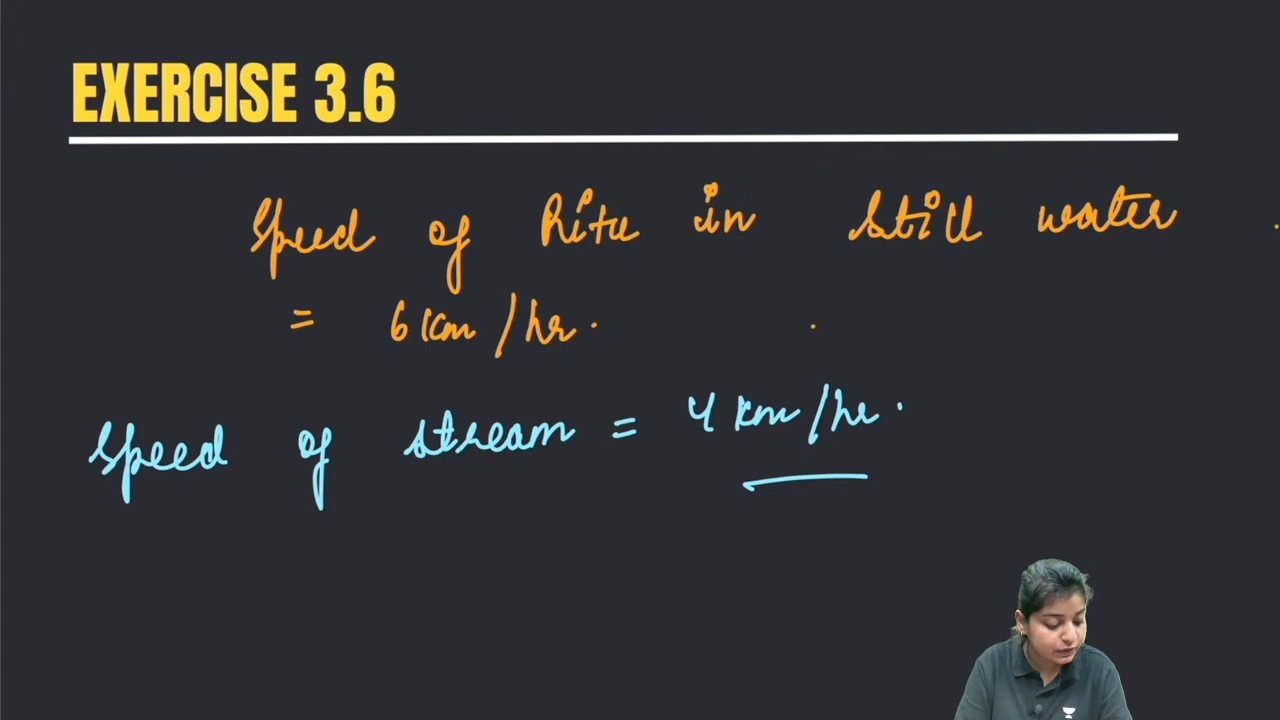 EXERCISE 3.6
Speed of Ritu in still water
= 6 km/hr.
Speed of stream = 4 km/hr.